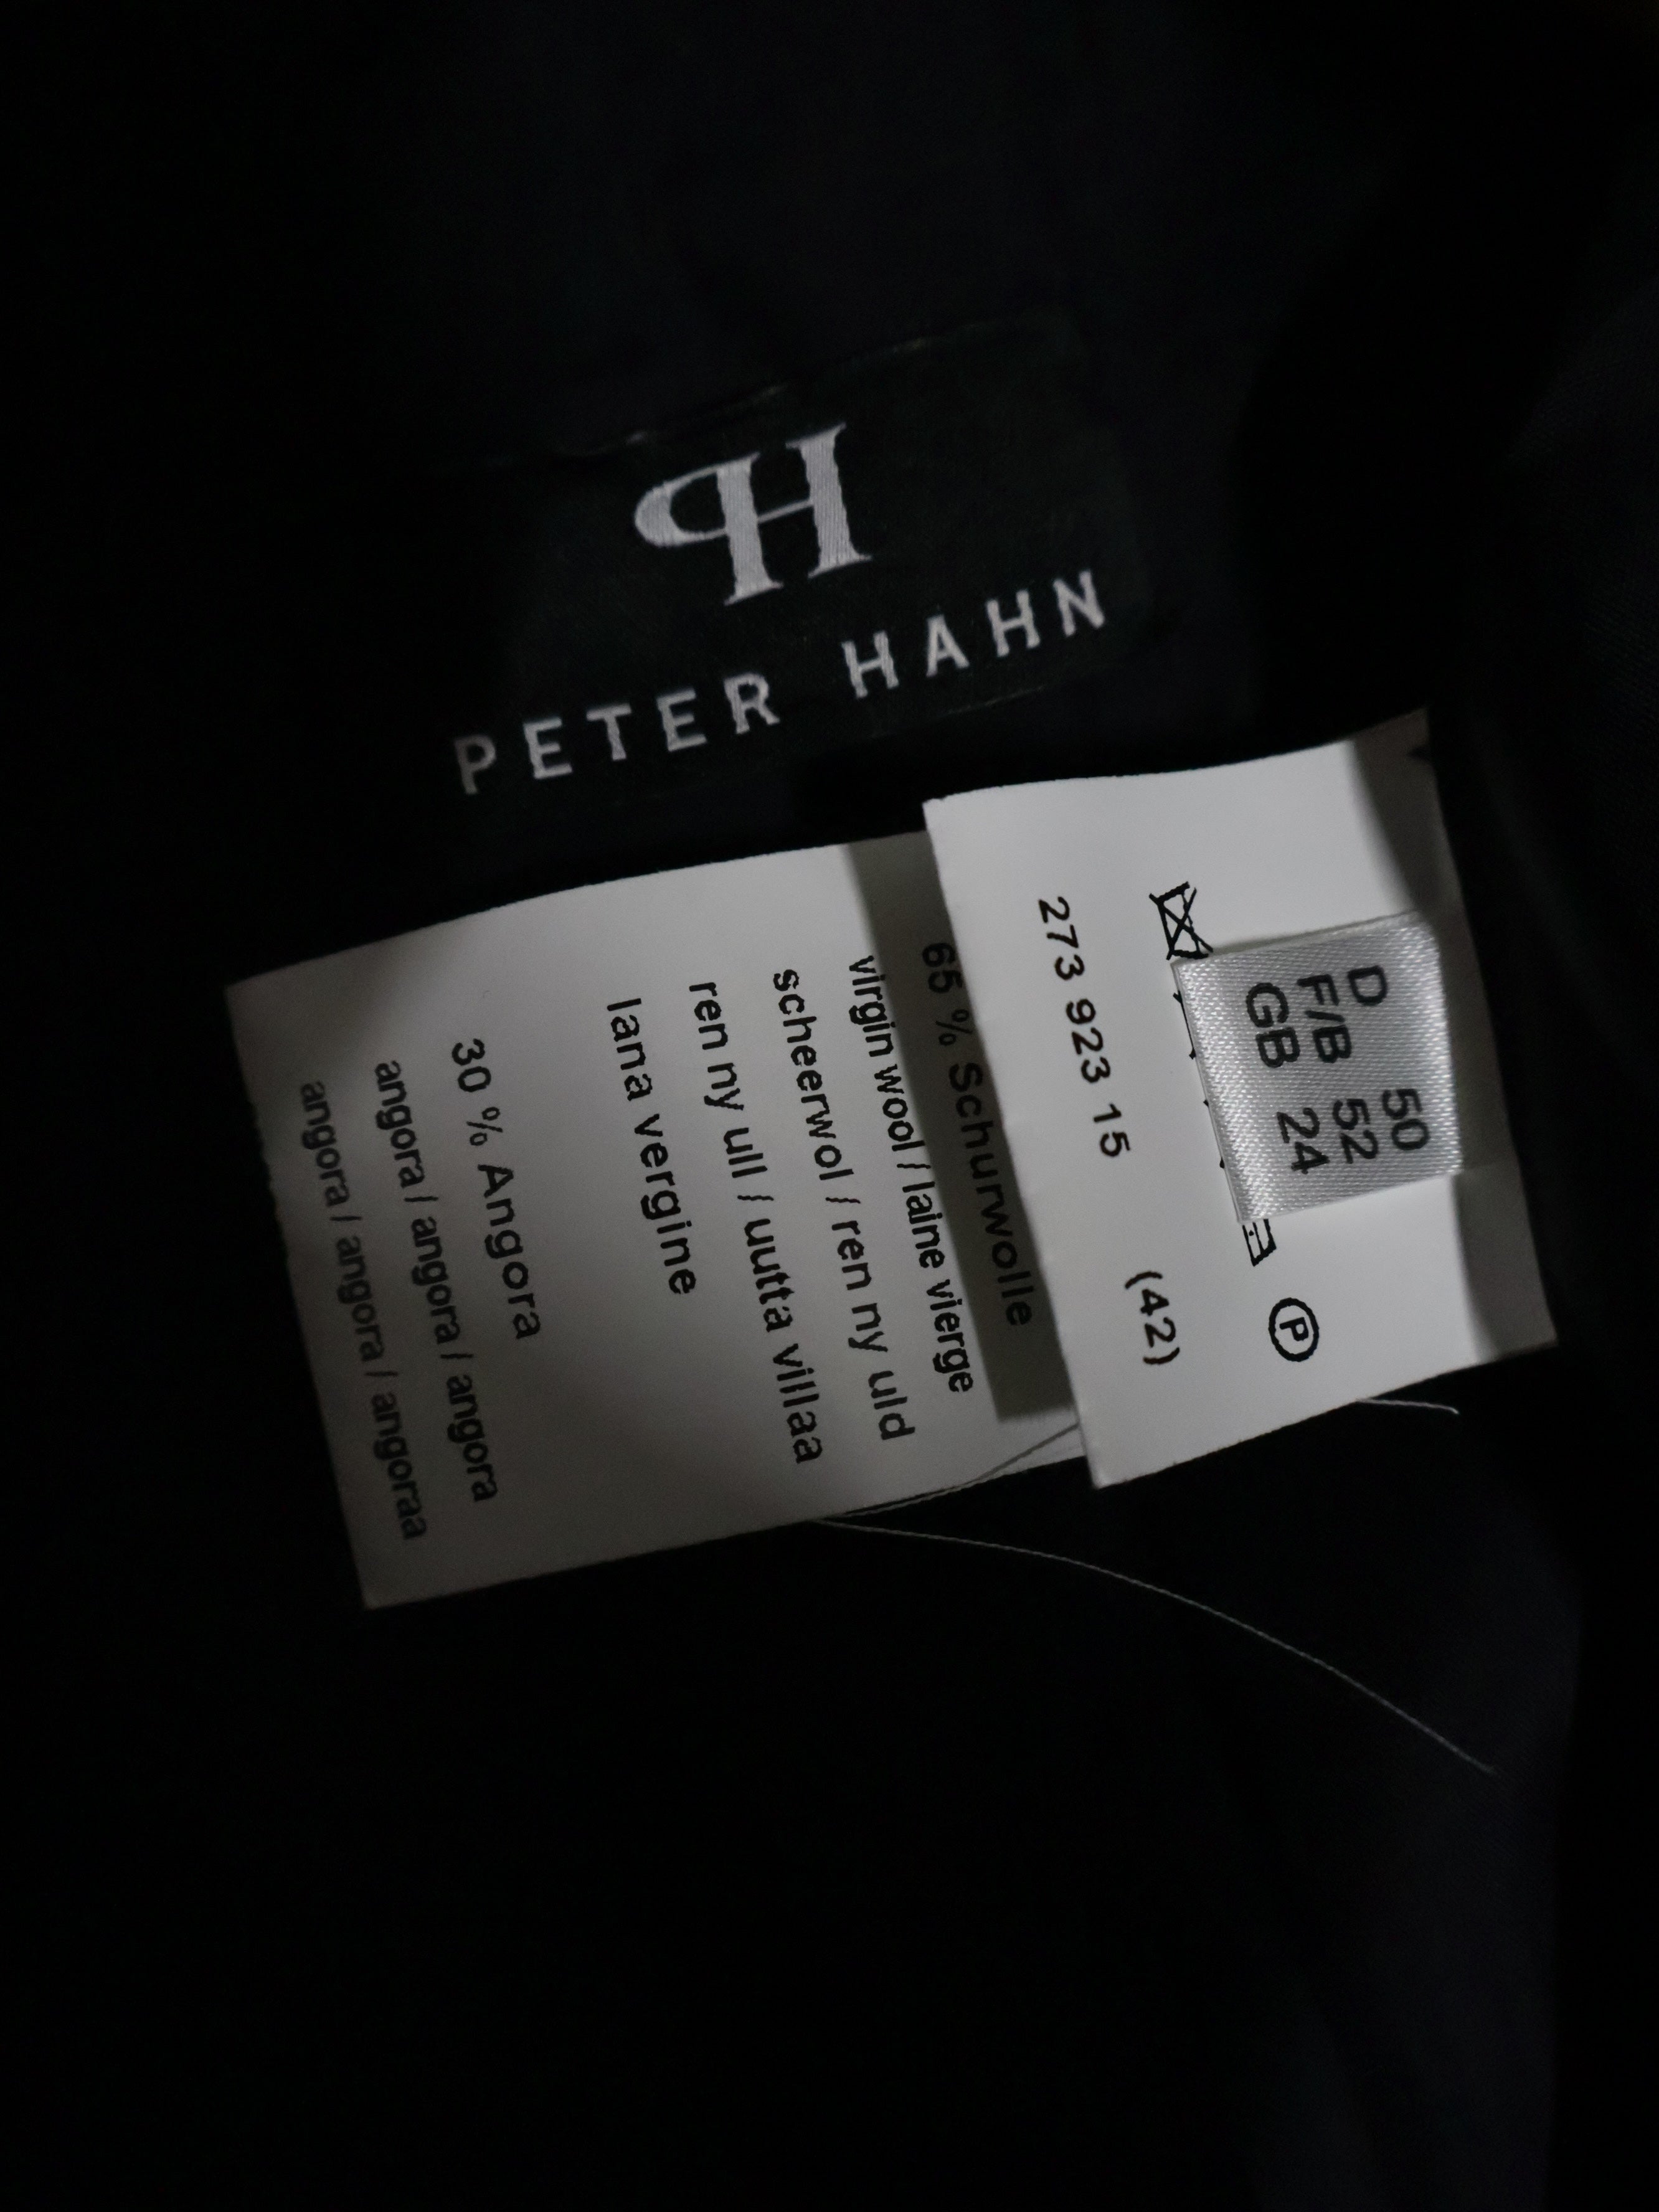 PH
PETER HAHN
D 50
F/B 52
GB 24
P
273 923 15 (42)
65 % Schurwolle
virgin wool / laine vierge
scheerwol / ren ny uld
ren ny ull / uutta villaa
lana vergine
30 % Angora
angora / angora / angora
angora / angora / angoraa